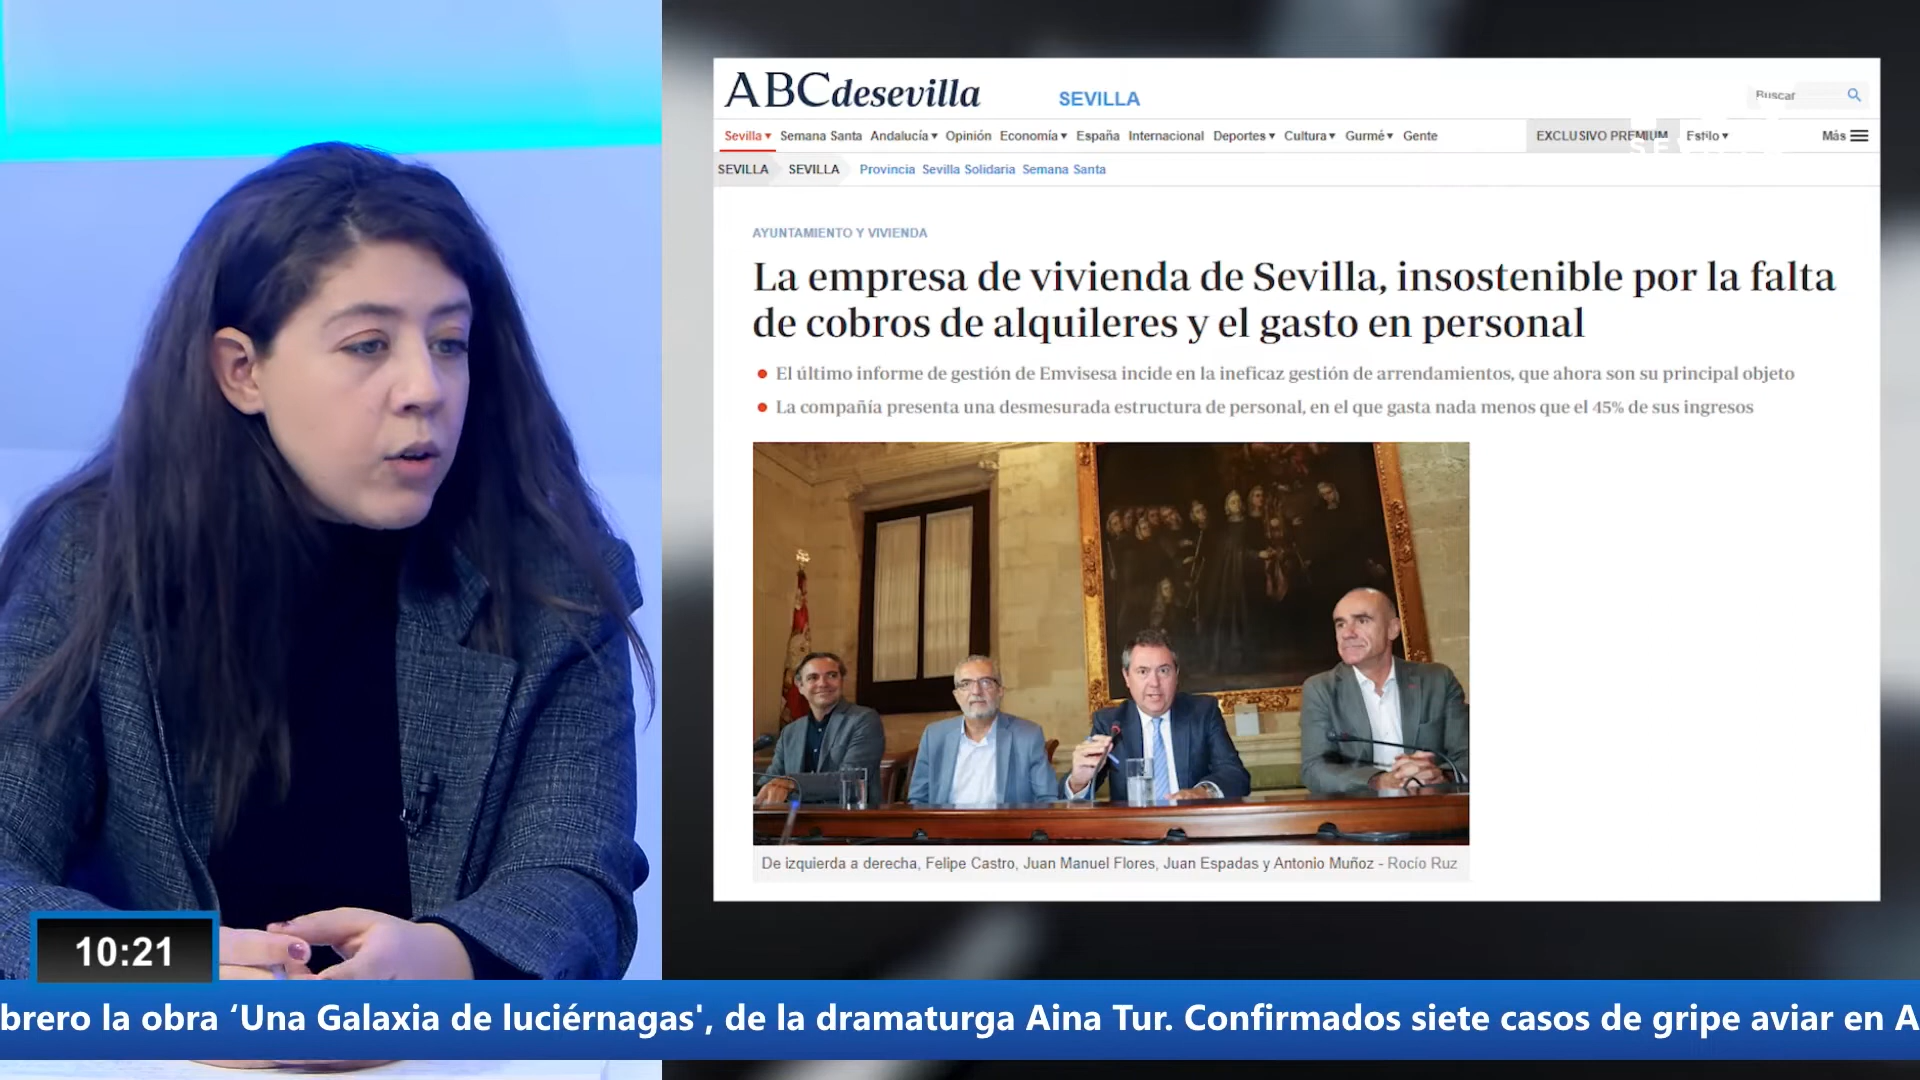 ABCdesevilla
SEVILLA
Buscar
Sevilla Semana Santa Andalucía Opinión Economía España Internacional Deportes Cultura Gurmé Gente
EXCLUSIVO PREMIUM Estilo Más
SEVILLA SEVILLA Provincia Sevilla Solidaria Semana Santa
AYUNTAMIENTO Y VIVIENDA
La empresa de vivienda de Sevilla, insostenible por la falta
de cobros de alquileres y el gasto en personal
El último informe de gestión de Emvisesa incide en la ineficaz gestión de arrendamientos, que ahora son su principal objeto
La compañía presenta una desmesurada estructura de personal, en el que gasta nada menos que el 45% de sus ingresos
De izquierda a derecha, Felipe Castro, Juan Manuel Flores, Juan Espadas y Antonio Muñoz - Rocío Ruz
10:21
brero la obra ‘Una Galaxia de luciérnagas', de la dramaturga Aina Tur. Confirmados siete casos de gripe aviar en A